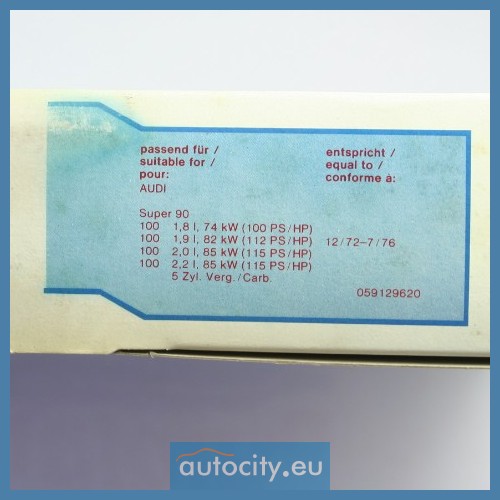 passend für / entspricht /
suitable for / equal to /
pour: conforme à:
AUDI
Super 90
100 1,8 l, 74 kW (100 PS/HP)
100 1,9 l, 82 kW (112 PS/HP) 12/72–7/76
100 2,0 l, 85 kW (115 PS/HP)
100 2,2 l, 85 kW (115 PS/HP)
5 Zyl. Verg./Carb.
059129620
autocity.eu